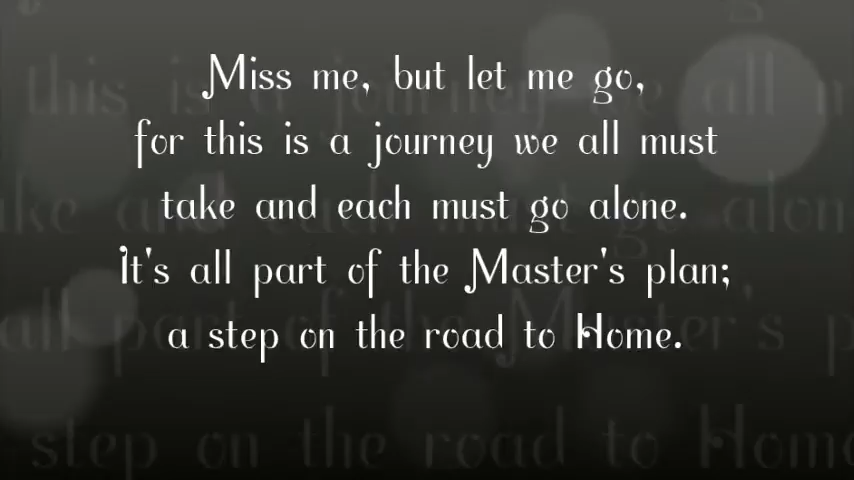 Miss me, but let me go,
for this is a journey we all must
take and each must go alone.
It's all part of the Master's plan;
a step on the road to Home.